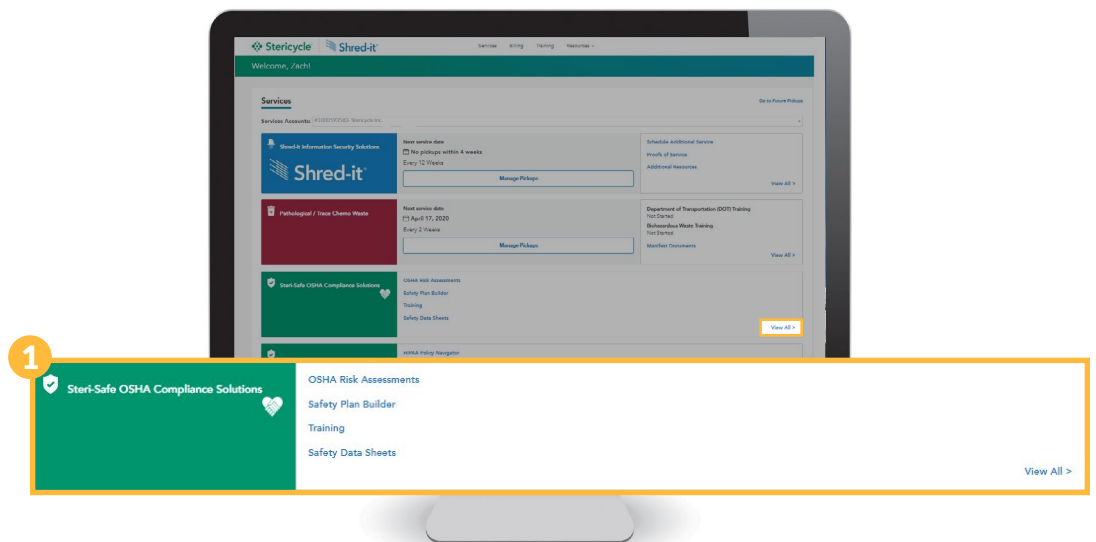 Stericycle Shred-it
Services Billing Training Resources
Welcome, Zach!
Services
Go to Future Pickups
Services Accounts:
Shred-it Information Security Solutions
Shred-it
Next service date
No pickups within 4 weeks
Every 12 Weeks
Manage Pickups
Schedule Additional Service
Proofs of Service
Additional Resources
View All >
Pathological / Trace Chemo Waste
Next service date
April 17, 2020
Every 2 Weeks
Manage Pickups
Department of Transportation (DOT) Training
Not Started
Biohazardous Waste Training
Not Started
Manifest Documents
View All >
Steri-Safe OSHA Compliance Solutions
OSHA Risk Assessments
Safety Plan Builder
Training
Safety Data Sheets
View All >
HIPAA Policy Navigator
1
Steri-Safe OSHA Compliance Solutions
OSHA Risk Assessments
Safety Plan Builder
Training
Safety Data Sheets
View All >